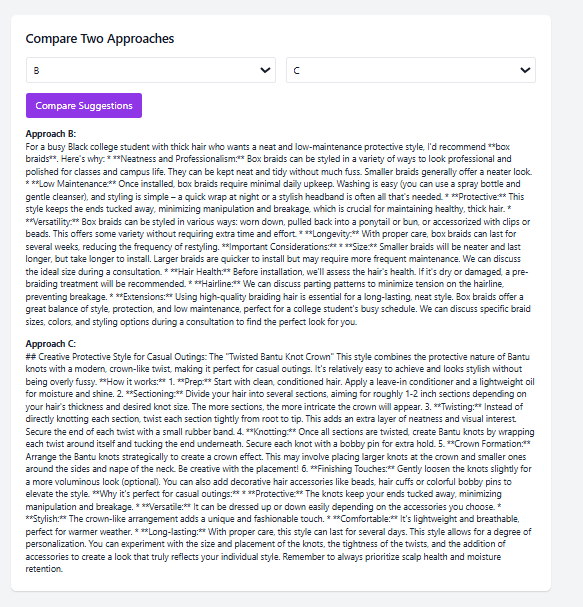 Compare Two Approaches
B
C
Compare Suggestions
Approach B:
For a busy Black college student with thick hair who wants a neat and low-maintenance protective style, I'd recommend **box
braids**. Here's why: * **Neatness and Professionalism:** Box braids can be styled in a variety of ways to look professional and
polished for classes and campus life. They can be kept neat and tidy without much fuss. Smaller braids generally offer a neater look.
* **Low Maintenance:** Once installed, box braids require minimal daily upkeep. Washing is easy (you can use a spray bottle and
gentle cleanser), and styling is simple – a quick wrap at night or a stylish headband is often all that's needed. * **Protective:** This
style keeps the ends tucked away, minimizing manipulation and breakage, which is crucial for maintaining healthy, thick hair. *
**Versatility:** Box braids can be styled in various ways: worn down, pulled back into a ponytail or bun, or accessorized with clips or
beads. This offers some variety without requiring extra time and effort. * **Longevity:** With proper care, box braids can last for
several weeks, reducing the frequency of restyling. **Important Considerations:** * **Size:** Smaller braids will be neater and last
longer, but take longer to install. Larger braids are quicker to install but may require more frequent maintenance. We can discuss
the ideal size during a consultation. * **Hair Health:** Before installation, we'll assess the hair's health. If it's dry or damaged, a pre-
braiding treatment will be recommended. * **Hairline:** We can discuss parting patterns to minimize tension on the hairline,
preventing breakage. * **Extensions:** Using high-quality braiding hair is essential for a long-lasting, neat style. Box braids offer a
great balance of style, protection, and low maintenance, perfect for a college student's busy schedule. We can discuss specific braid
sizes, colors, and styling options during a consultation to find the perfect look for you.
Approach C:
## Creative Protective Style for Casual Outings: The "Twisted Bantu Knot Crown" This style combines the protective nature of Bantu
knots with a modern, crown-like twist, making it perfect for casual outings. It's relatively easy to achieve and looks stylish without
being overly fussy. **How it works:** 1. **Prep:** Start with clean, conditioned hair. Apply a leave-in conditioner and a lightweight oil
for moisture and shine. 2. **Sectioning:** Divide your hair into several sections, aiming for roughly 1-2 inch sections depending on
your hair's thickness and desired knot size. The more sections, the more intricate the crown will appear. 3. **Twisting:** Instead of
directly knotting each section, twist each section tightly from root to tip. This adds an extra layer of neatness and visual interest.
Secure the end of each twist with a small rubber band. 4. **Knotting:** Once all sections are twisted, create Bantu knots by wrapping
each twist around itself and tucking the end underneath. Secure each knot with a bobby pin for extra hold. 5. **Crown Formation:**
Arrange the Bantu knots strategically to create a crown effect. This may involve placing larger knots at the crown and smaller ones
around the sides and nape of the neck. Be creative with the placement! 6. **Finishing Touches:** Gently loosen the knots slightly for
a more voluminous look (optional). You can also add decorative hair accessories like beads, hair cuffs or colorful bobby pins to
elevate the style. **Why it's perfect for casual outings:** * **Protective:** The knots keep your ends tucked away, minimizing
manipulation and breakage. * **Versatile:** It can be dressed up or down easily depending on the accessories you choose. *
**Stylish:** The crown-like arrangement adds a unique and fashionable touch. * **Comfortable:** It's lightweight and breathable,
perfect for warmer weather. * **Long-lasting:** With proper care, this style can last for several days. This style allows for a degree of
personalization. You can experiment with the size and placement of the knots, the tightness of the twists, and the addition of
accessories to create a look that truly reflects your individual style. Remember to always prioritize scalp health and moisture
retention.